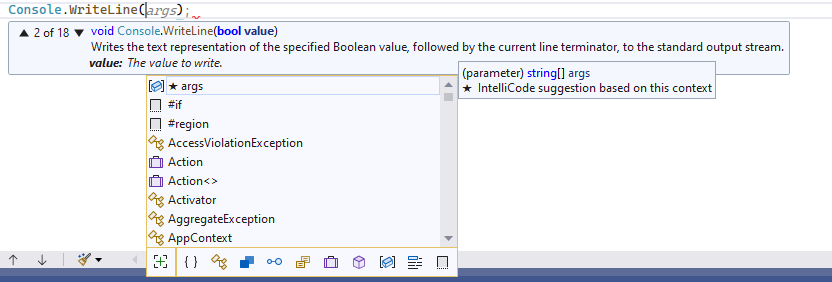 Console.WriteLine(args);
▲ 2 of 18 ▼ void Console.WriteLine(bool value)
Writes the text representation of the specified Boolean value, followed by the current line terminator, to the standard output stream.
value: The value to write.
★ args
(parameter) string[] args
★ IntelliCode suggestion based on this context
#if
#region
AccessViolationException
Action
Action<>
Activator
AggregateException
AppContext